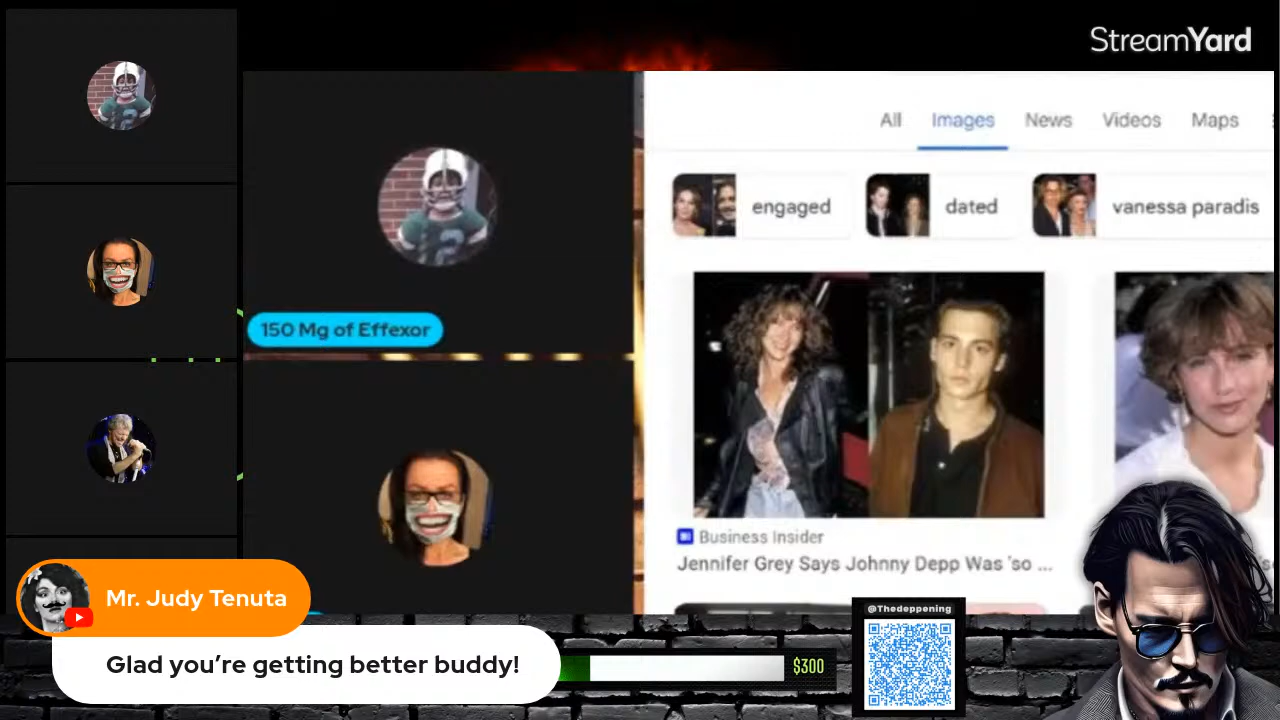 StreamYard
All Images News Videos Maps
engaged
dated
vanessa paradis
150 Mg of Effexor
Business Insider
Jennifer Grey Says Johnny Depp Was 'so ...
Mr. Judy Tenuta
Glad you're getting better buddy!
$300
@Thedeppening